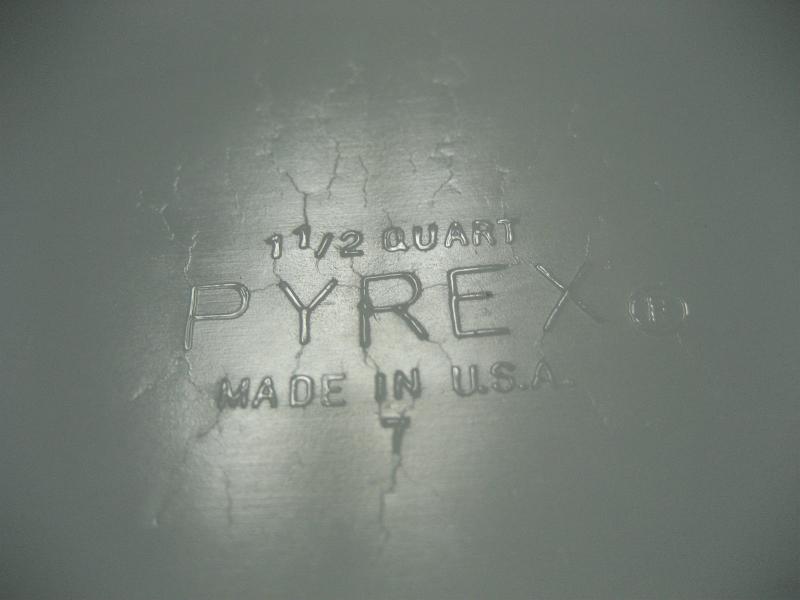 1 1/2 QUART
PYREX ®
MADE IN U.S.A.
7